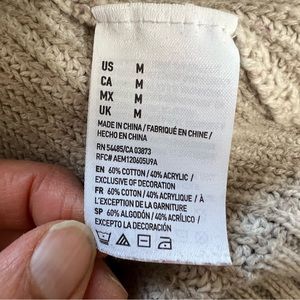 US M
CA M
MX M
UK M
MADE IN CHINA / FABRIQUÉ EN CHINE /
HECHO EN CHINA
RN 54485/CA 03873
RFC# AEM120605U9A
EN 60% COTTON / 40% ACRYLIC /
EXCLUSIVE OF DECORATION
FR 60% COTON / 40% ACRYLIQUE / À
L'EXCEPTION DE LA GARNITURE
SP 60% ALGODÓN / 40% ACRÍLICO /
EXCEPTO LA DECORACIÓN